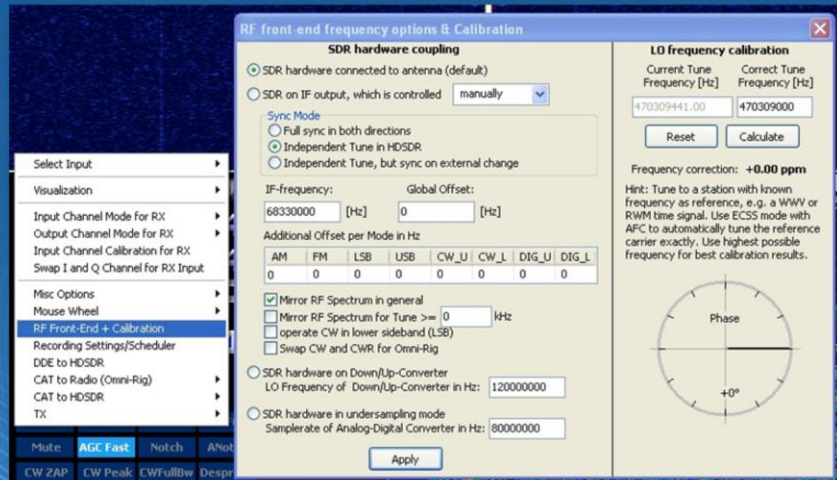 RF front-end frequency options & Calibration
SDR hardware coupling
SDR hardware connected to antenna (default)
SDR on IF output, which is controlled manually
Sync Mode
Full sync in both directions
Independent Tune in HDSDR
Independent Tune, but sync on external change
IF-frequency: Global Offset:
68330000 [Hz] 0 [Hz]
Additional Offset per Mode in Hz
AM FM LSB USB CW_U CW_L DIG_U DIG_L
0 0 0 0 0 0 0 0
Mirror RF Spectrum in general
Mirror RF Spectrum for Tune >= 0 kHz
operate CW in lower sideband (LSB)
Swap CW and CWR for Omni-Rig
SDR hardware on Down/Up-Converter
LO Frequency of Down/Up-Converter in Hz: 120000000
SDR hardware in undersampling mode
Samplerate of Analog-Digital Converter in Hz: 80000000
Apply
LO frequency calibration
Current Tune Frequency [Hz]
Correct Tune Frequency [Hz]
470309441.00 470309000
Reset Calculate
Frequency correction: +0.00 ppm
Hint: Tune to a station with known
frequency as reference, e.g. a WWV or
RWM time signal. Use ECSS mode with
AFC to automatically tune the reference
carrier exactly. Use highest possible
frequency for best calibration results.
Phase
+0°
Select Input
Visualization
Input Channel Mode for RX
Output Channel Mode for RX
Input Channel Calibration for RX
Swap I and Q Channel for RX Input
Misc Options
Mouse Wheel
RF Front-End + Calibration
Recording Settings/Scheduler
DDE to HDSDR
CAT to Radio (Omni-Rig)
CAT to HDSDR
TX
Mute AGC Fast Notch ANot
CW ZAP CW Peak CWFullBw Despr